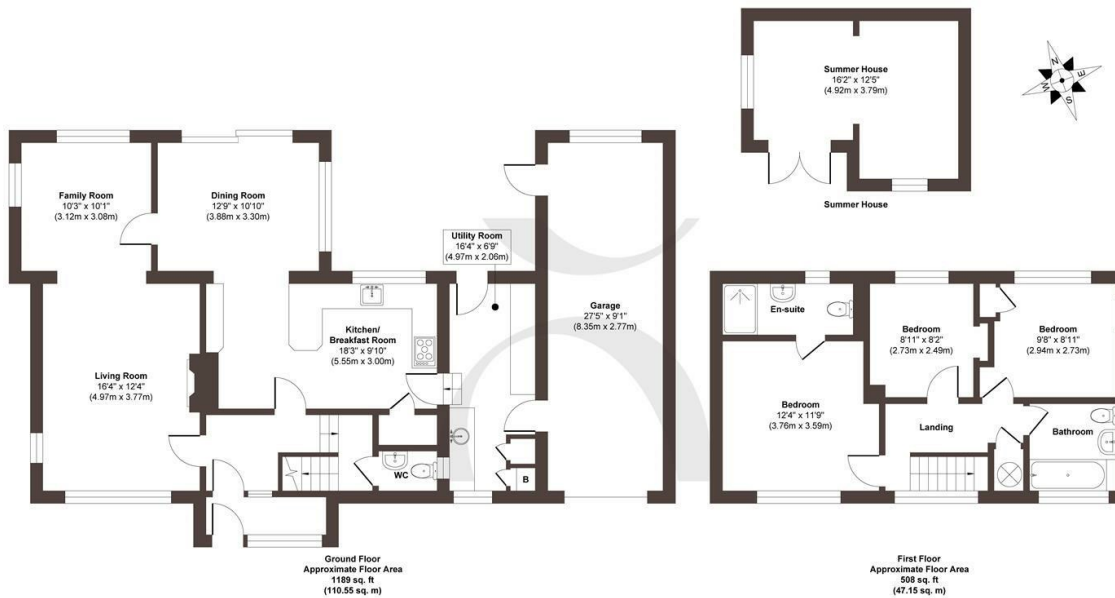 Summer House
16'2" x 12'5"
(4.92m x 3.79m)
N
E
S
W
Summer House
Family Room
10'3" x 10'1"
(3.12m x 3.08m)
Dining Room
12'9" x 10'10"
(3.88m x 3.30m)
Utility Room
16'4" x 6'9"
(4.97m x 2.06m)
Kitchen/
Breakfast Room
18'3" x 9'10"
(5.55m x 3.00m)
Garage
27'5" x 9'1"
(8.35m x 2.77m)
Living Room
16'4" x 12'4"
(4.97m x 3.77m)
WC
B
En-suite
Bedroom
8'11" x 8'2"
(2.73m x 2.49m)
Bedroom
9'8" x 8'11"
(2.94m x 2.73m)
Bedroom
12'4" x 11'9"
(3.76m x 3.59m)
Landing
Bathroom
Ground Floor
Approximate Floor Area
1189 sq. ft
(110.55 sq. m)
First Floor
Approximate Floor Area
508 sq. ft
(47.15 sq. m)